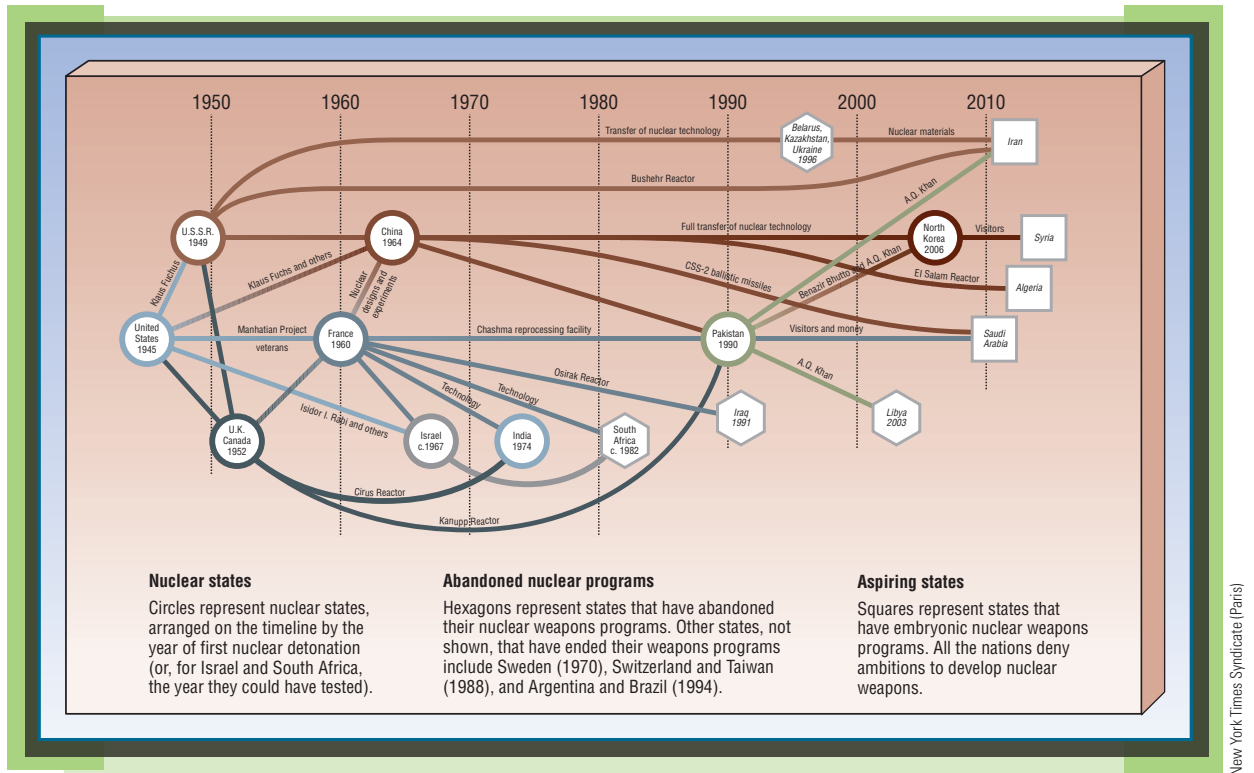 1950 1960 1970 1980 1990 2000 2010
Transfer of nuclear technology
Belarus,
Kazakhstan,
Ukraine
1996
Nuclear materials
Iran
Bushehr Reactor
A.Q. Khan
U.S.S.R.
1949
China
1964
Full transfer of nuclear technology
North
Korea
2006
Visitors
Syria
Klaus Fuchus
Klaus Fuchs and others
Nuclear
designs and
experiments
CSS-2 ballistic missiles
Benazir Bhutto and A.Q. Khan
El Salam Reactor
Algeria
United
States
1945
Manhatian Project
veterans
France
1960
Chashma reprocessing facility
Pakistan
1990
Visitors and money
Saudi
Arabia
Isidor I. Rabi and others
Technology
Technology
Osirak Reactor
A.Q. Khan
U.K.
Canada
1952
Israel
c.1967
India
1974
South
Africa
c. 1982
Iraq
1991
Libya
2003
Cirus Reactor
Kanupp Reactor
Nuclear states
Circles represent nuclear states,
arranged on the timeline by the
year of first nuclear detonation
(or, for Israel and South Africa,
the year they could have tested).
Abandoned nuclear programs
Hexagons represent states that have abandoned
their nuclear weapons programs. Other states, not
shown, that have ended their weapons programs
include Sweden (1970), Switzerland and Taiwan
(1988), and Argentina and Brazil (1994).
Aspiring states
Squares represent states that
have embryonic nuclear weapons
programs. All the nations deny
ambitions to develop nuclear
weapons.
New York Times Syndicate (Paris)